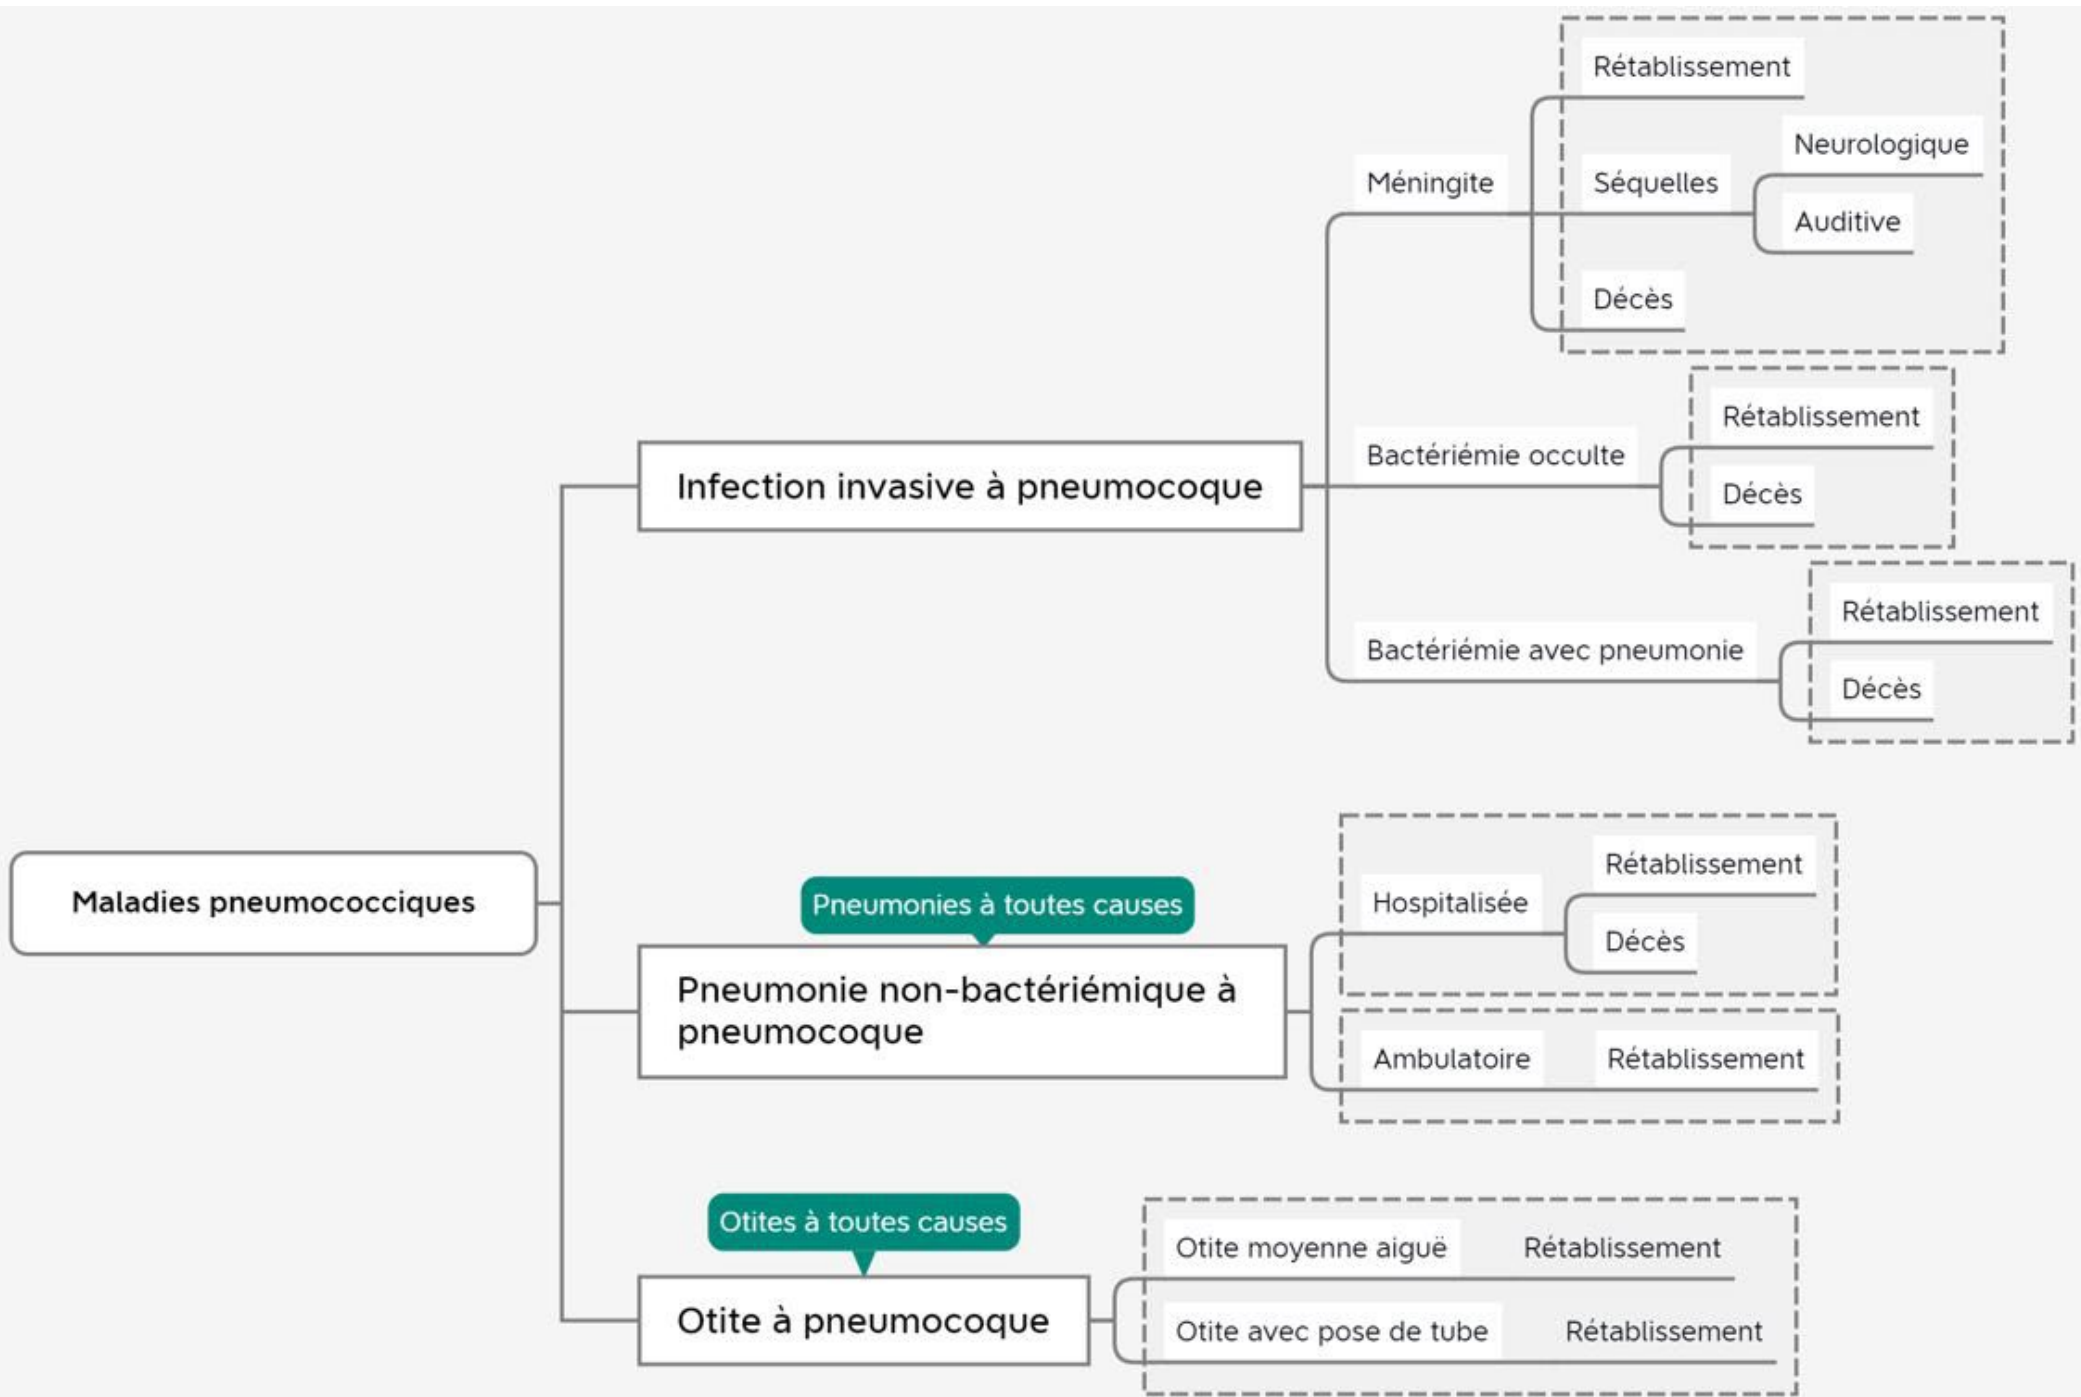 Rétablissement
Neurologique
Méningite
Séquelles
Auditive
Décès
Rétablissement
Bactériémie occulte
Infection invasive à pneumocoque
Décès
Rétablissement
Bactériémie avec pneumonie
Décès
Rétablissement
Hospitalisée
Pneumonies à toutes causes
Maladies pneumococciques
Décès
Pneumonie non-bactériémique à
pneumocoque
Ambulatoire
Rétablissement
Otites à toutes causes
Otite moyenne aiguë
Rétablissement
Otite à pneumocoque
Otite avec pose de tube
Rétablissement